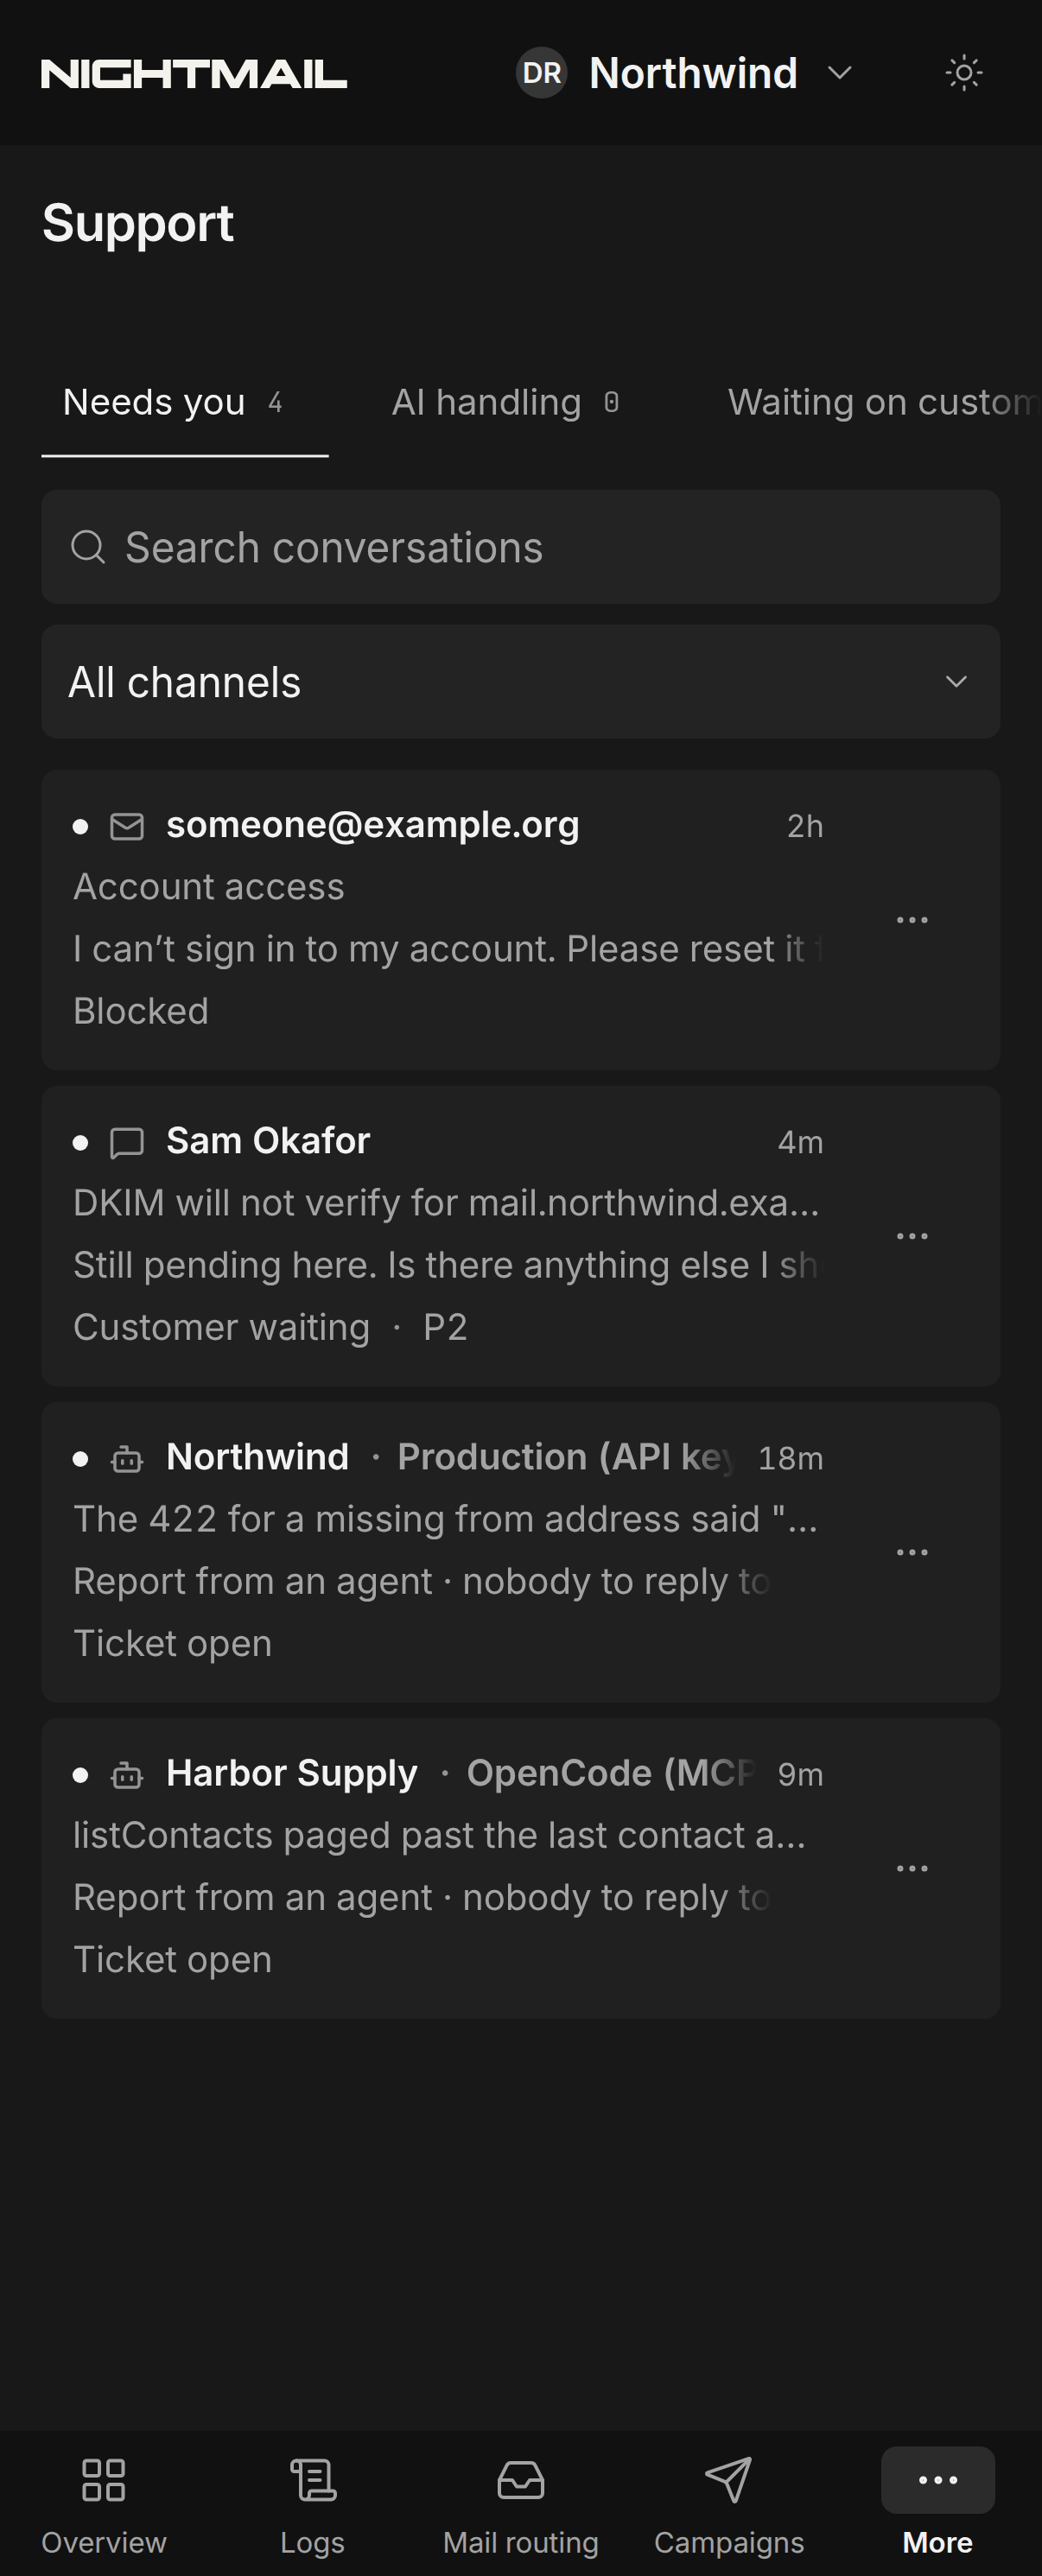 NIGHTMAIL
DR Northwind
Support
Needs you 4 AI handling 0 Waiting on custom
Search conversations
All channels
someone@example.org 2h
Account access
I can’t sign in to my account. Please reset it
Blocked
Sam Okafor 4m
DKIM will not verify for mail.northwind.exa...
Still pending here. Is there anything else I sh
Customer waiting · P2
Northwind · Production (API key 18m
The 422 for a missing from address said "...
Report from an agent · nobody to reply to
Ticket open
Harbor Supply · OpenCode (MCP 9m
listContacts paged past the last contact a...
Report from an agent · nobody to reply to
Ticket open
Overview Logs Mail routing Campaigns More